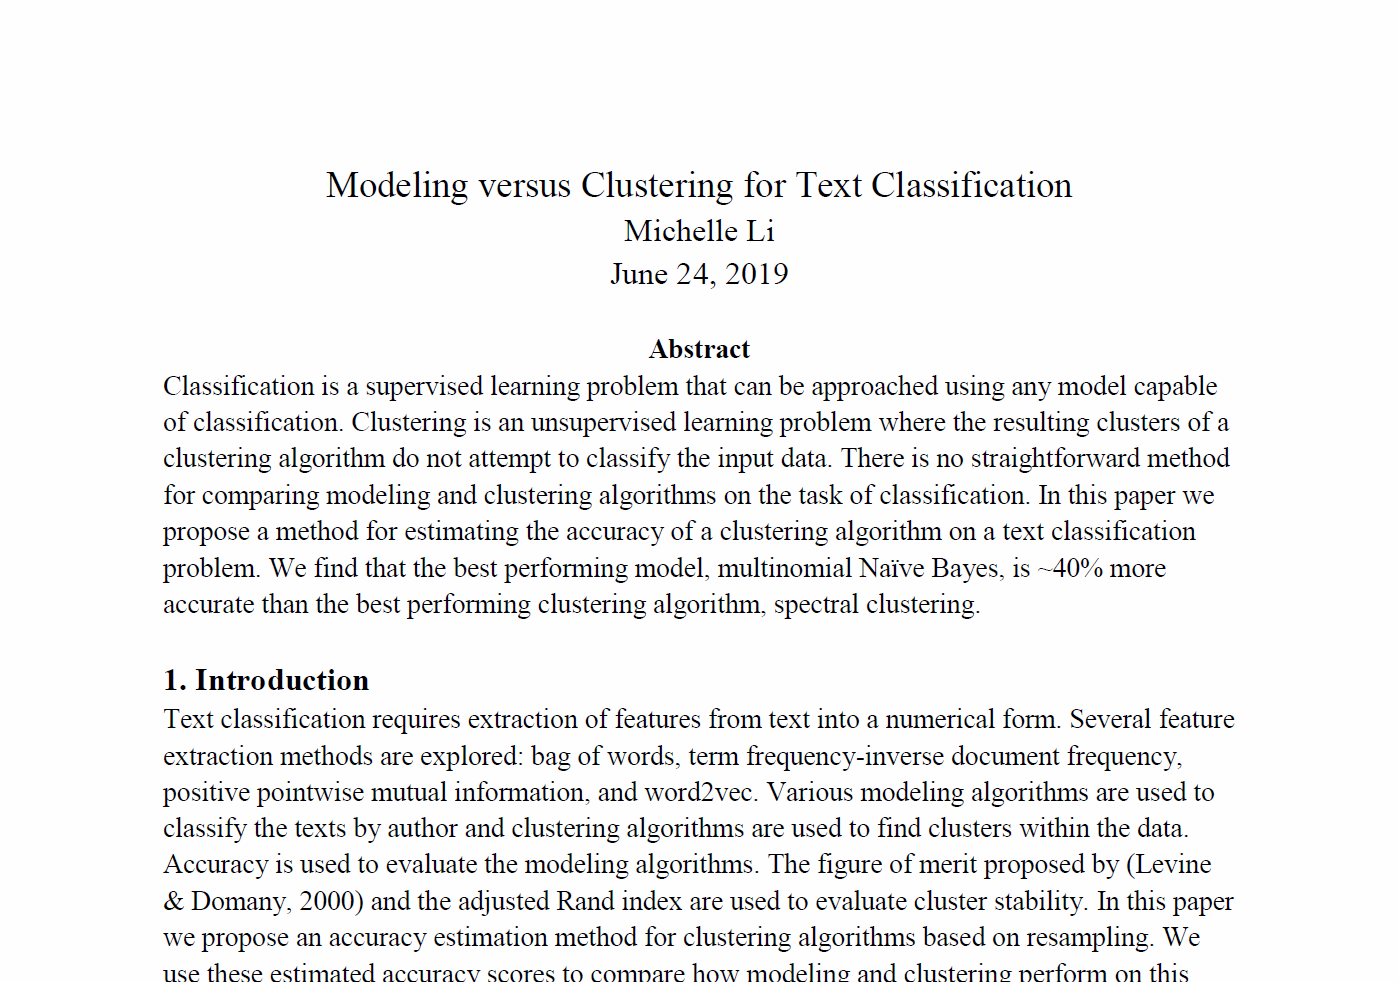 Modeling versus Clustering for Text Classification
Michelle Li
June 24, 2019
Abstract
Classification is a supervised learning problem that can be approached using any model capable
of classification. Clustering is an unsupervised learning problem where the resulting clusters of a
clustering algorithm do not attempt to classify the input data. There is no straightforward method
for comparing modeling and clustering algorithms on the task of classification. In this paper we
propose a method for estimating the accuracy of a clustering algorithm on a text classification
problem. We find that the best performing model, multinomial Naïve Bayes, is ~40% more
accurate than the best performing clustering algorithm, spectral clustering.
1. Introduction
Text classification requires extraction of features from text into a numerical form. Several feature
extraction methods are explored: bag of words, term frequency-inverse document frequency,
positive pointwise mutual information, and word2vec. Various modeling algorithms are used to
classify the texts by author and clustering algorithms are used to find clusters within the data.
Accuracy is used to evaluate the modeling algorithms. The figure of merit proposed by (Levine
& Domany, 2000) and the adjusted Rand index are used to evaluate cluster stability. In this paper
we propose an accuracy estimation method for clustering algorithms based on resampling. We
use these estimated accuracy scores to compare how modeling and clustering perform on this